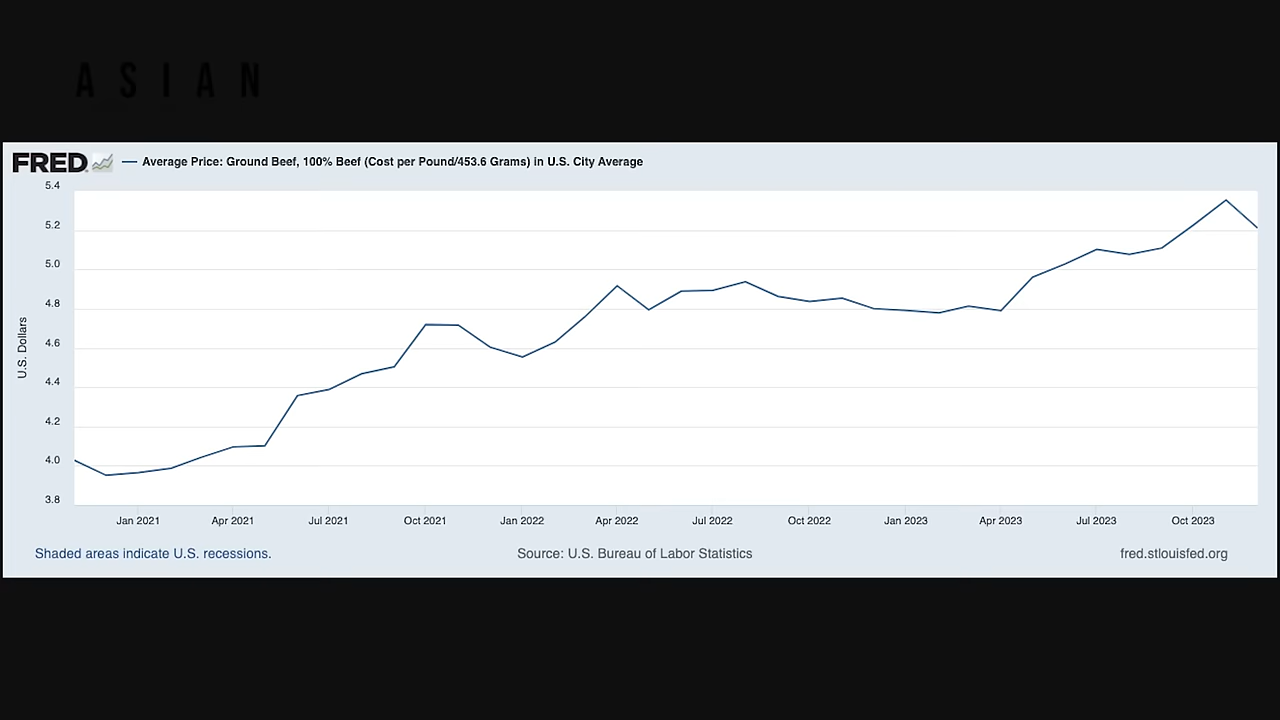 ASIAN
FRED
Average Price: Ground Beef, 100% Beef (Cost per Pound/453.6 Grams) in U.S. City Average
5.4
5.2
5.0
4.8
4.6
4.4
4.2
4.0
3.8
U.S. Dollars
Jan 2021 Apr 2021 Jul 2021 Oct 2021 Jan 2022 Apr 2022 Jul 2022 Oct 2022 Jan 2023 Apr 2023 Jul 2023 Oct 2023
Shaded areas indicate U.S. recessions. Source: U.S. Bureau of Labor Statistics fred.stlouisfed.org